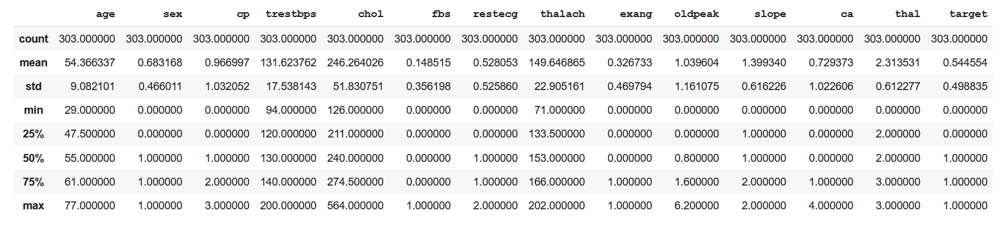 age sex cp trestbps chol fbs restecg thalach exang oldpeak slope ca thal target
count 303.000000 303.000000 303.000000 303.000000 303.000000 303.000000 303.000000 303.000000 303.000000 303.000000 303.000000 303.000000 303.000000 303.000000
mean 54.366337 0.683168 0.966997 131.623762 246.264026 0.148515 0.528053 149.646865 0.326733 1.039604 1.399340 0.729373 2.313531 0.544554
std 9.082101 0.466011 1.032052 17.538143 51.830751 0.356198 0.525860 22.905161 0.469794 1.161075 0.616226 1.022606 0.612277 0.498835
min 29.000000 0.000000 0.000000 94.000000 126.000000 0.000000 0.000000 71.000000 0.000000 0.000000 0.000000 0.000000 0.000000 0.000000
25% 47.500000 0.000000 0.000000 120.000000 211.000000 0.000000 0.000000 133.500000 0.000000 0.000000 1.000000 0.000000 2.000000 0.000000
50% 55.000000 1.000000 1.000000 130.000000 240.000000 0.000000 1.000000 153.000000 0.000000 0.800000 1.000000 0.000000 2.000000 1.000000
75% 61.000000 1.000000 2.000000 140.000000 274.500000 0.000000 1.000000 166.000000 1.000000 1.600000 2.000000 1.000000 3.000000 1.000000
max 77.000000 1.000000 3.000000 200.000000 564.000000 1.000000 2.000000 202.000000 1.000000 6.200000 2.000000 4.000000 3.000000 1.000000